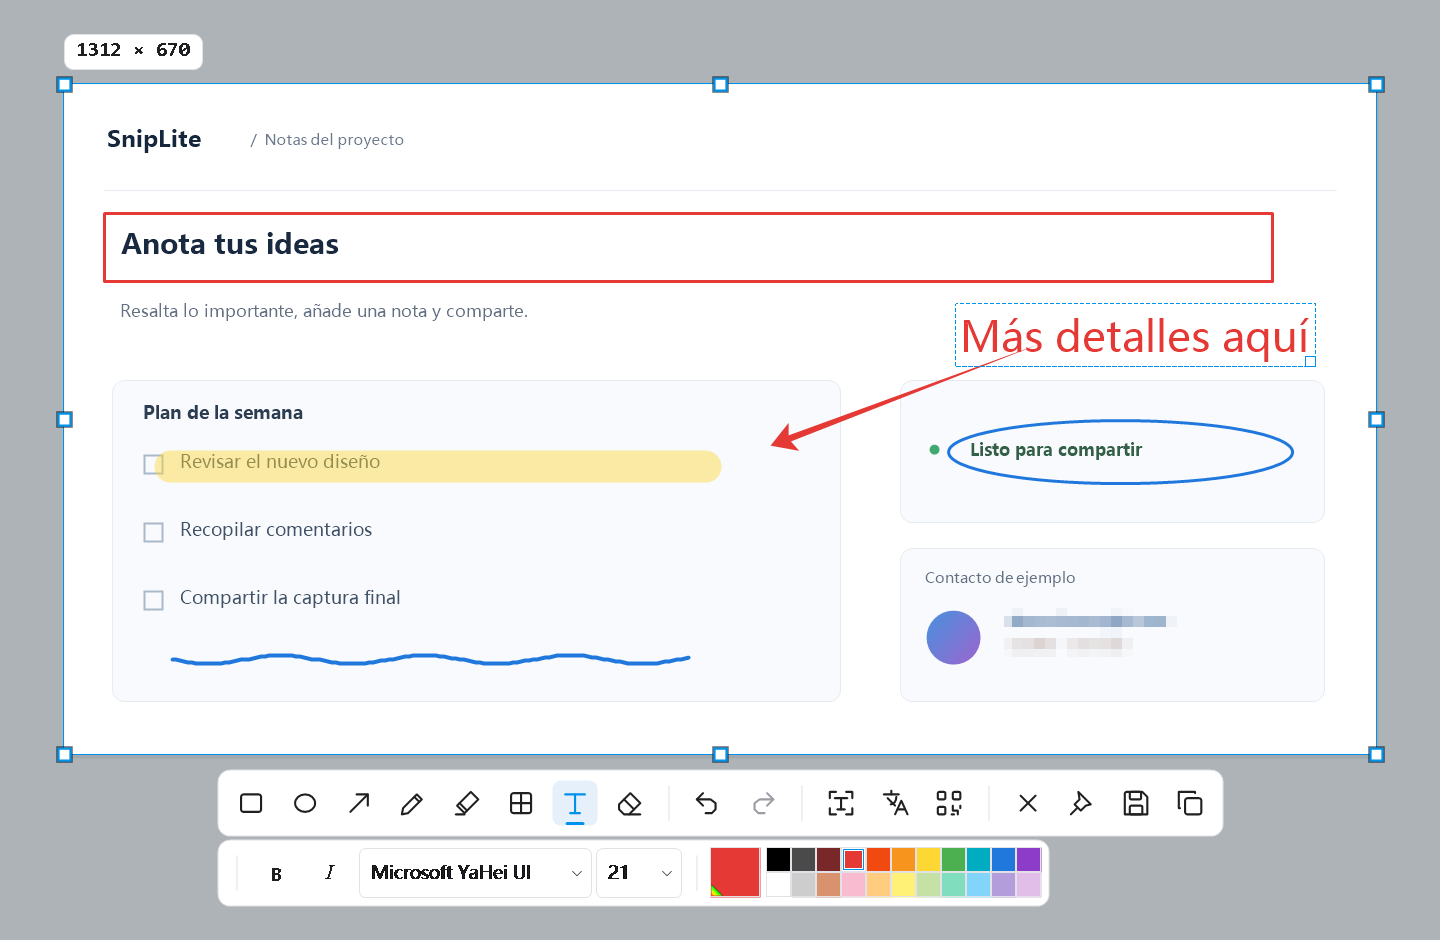 1312 × 670
SnipLite / Notas del proyecto
Anota tus ideas
Resalta lo importante, añade una nota y comparte.
Más detalles aquí
Plan de la semana
Revisar el nuevo diseño
Recopilar comentarios
Compartir la captura final
Listo para compartir
Contacto de ejemplo
B I Microsoft YaHei UI 21